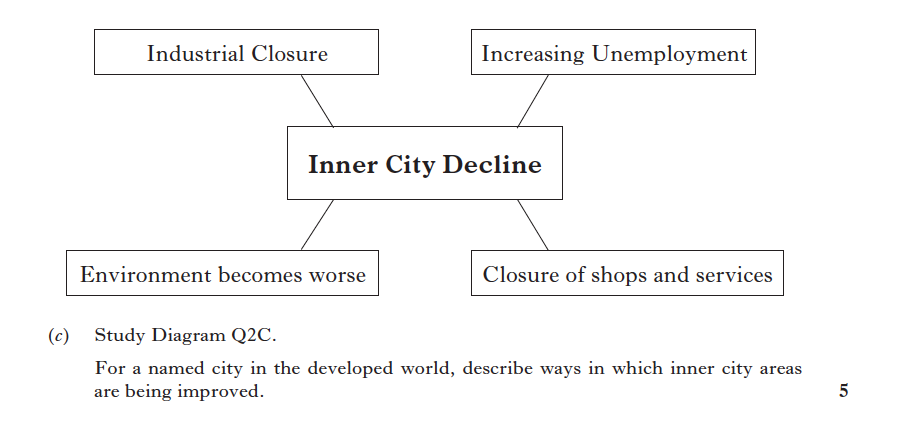 Industrial Closure
Increasing Unemployment
Inner City Decline
Environment becomes worse
Closure of shops and services
(c) Study Diagram Q2C.
For a named city in the developed world, describe ways in which inner city areas
are being improved. 5